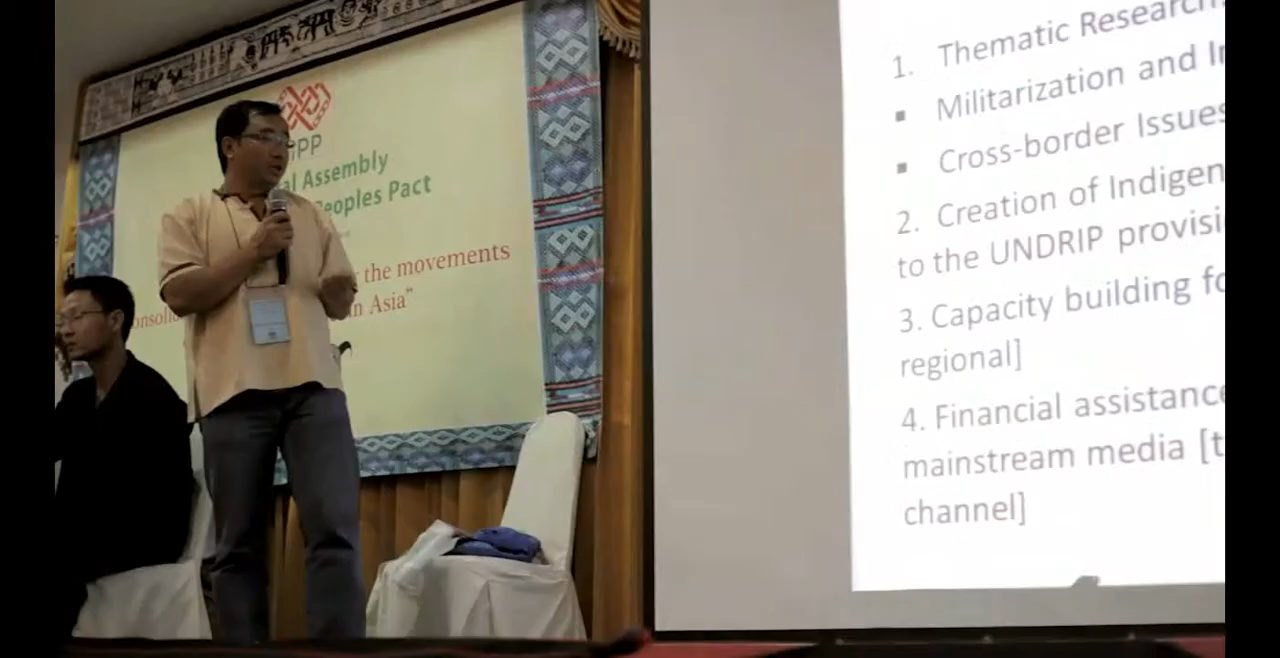 PP
al Assembly
Peoples Pact
the movements
n Asia"
1. Thematic Research
▪ Militarization and I
▪ Cross-border Issues
2. Creation of Indigen
to the UNDRIP provisi
3. Capacity building fo
regional]
4. Financial assistance
mainstream media [t
channel]